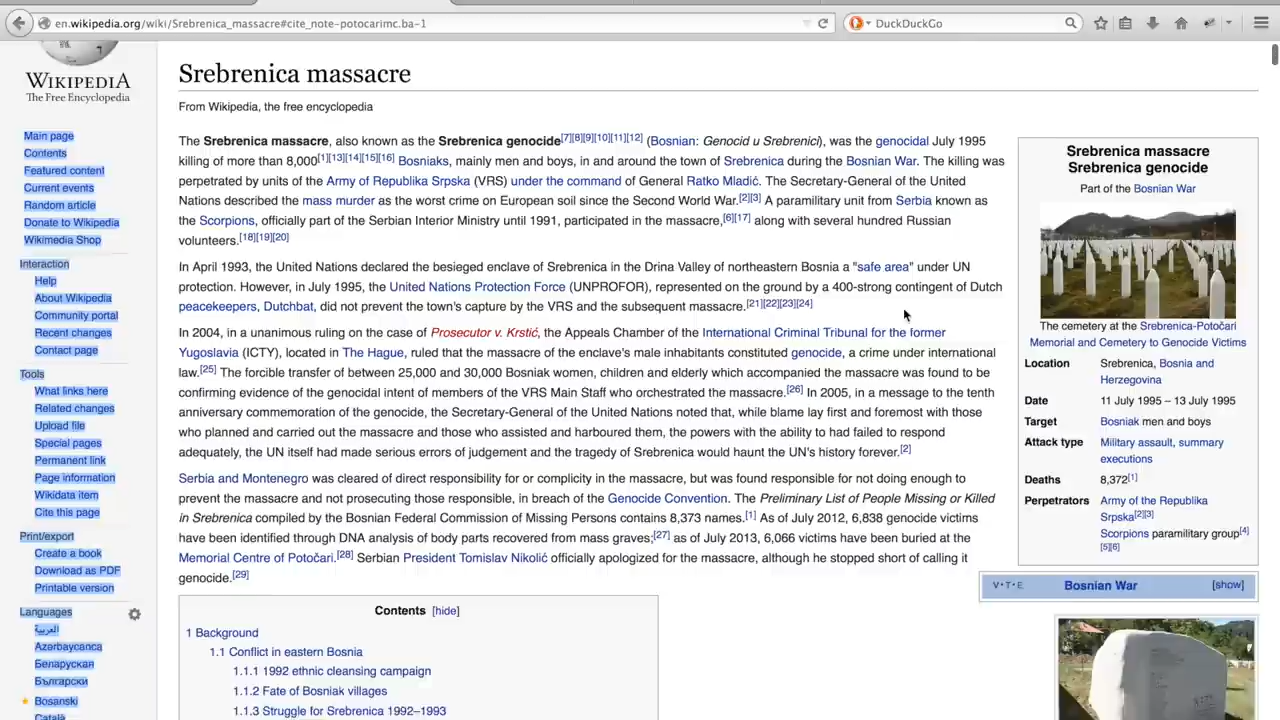 en.wikipedia.org/wiki/Srebrenica_massacre#cite_note-potocarimc.ba-1
DuckDuckGo
WIKIPEDIA
The Free Encyclopedia
Main page
Contents
Featured content
Current events
Random article
Donate to Wikipedia
Wikimedia Shop
Interaction
Help
About Wikipedia
Community portal
Recent changes
Contact page
Tools
What links here
Related changes
Upload file
Special pages
Permanent link
Page information
Wikidata item
Cite this page
Print/export
Create a book
Download as PDF
Printable version
Languages
العربية
Azərbaycanca
Беларуская
Български
Bosanski
Català
Srebrenica massacre
From Wikipedia, the free encyclopedia
The Srebrenica massacre, also known as the Srebrenica genocide[7][8][9][10][11][12] (Bosnian: Genocid u Srebrenici), was the genocidal July 1995
killing of more than 8,000[1][13][14][15][16] Bosniaks, mainly men and boys, in and around the town of Srebrenica during the Bosnian War. The killing was
perpetrated by units of the Army of Republika Srpska (VRS) under the command of General Ratko Mladić. The Secretary-General of the United
Nations described the mass murder as the worst crime on European soil since the Second World War.[2][3] A paramilitary unit from Serbia known as
the Scorpions, officially part of the Serbian Interior Ministry until 1991, participated in the massacre,[6][17] along with several hundred Russian
volunteers.[18][19][20]
In April 1993, the United Nations declared the besieged enclave of Srebrenica in the Drina Valley of northeastern Bosnia a "safe area" under UN
protection. However, in July 1995, the United Nations Protection Force (UNPROFOR), represented on the ground by a 400-strong contingent of Dutch
peacekeepers, Dutchbat, did not prevent the town's capture by the VRS and the subsequent massacre.[21][22][23][24]
In 2004, in a unanimous ruling on the case of Prosecutor v. Krstić, the Appeals Chamber of the International Criminal Tribunal for the former
Yugoslavia (ICTY), located in The Hague, ruled that the massacre of the enclave's male inhabitants constituted genocide, a crime under international
law.[25] The forcible transfer of between 25,000 and 30,000 Bosniak women, children and elderly which accompanied the massacre was found to be
confirming evidence of the genocidal intent of members of the VRS Main Staff who orchestrated the massacre.[26] In 2005, in a message to the tenth
anniversary commemoration of the genocide, the Secretary-General of the United Nations noted that, while blame lay first and foremost with those
who planned and carried out the massacre and those who assisted and harboured them, the powers with the ability to had failed to respond
adequately, the UN itself had made serious errors of judgement and the tragedy of Srebrenica would haunt the UN's history forever.[2]
Serbia and Montenegro was cleared of direct responsibility for or complicity in the massacre, but was found responsible for not doing enough to
prevent the massacre and not prosecuting those responsible, in breach of the Genocide Convention. The Preliminary List of People Missing or Killed
in Srebrenica compiled by the Bosnian Federal Commission of Missing Persons contains 8,373 names.[1] As of July 2012, 6,838 genocide victims
have been identified through DNA analysis of body parts recovered from mass graves;[27] as of July 2013, 6,066 victims have been buried at the
Memorial Centre of Potočari.[28] Serbian President Tomislav Nikolić officially apologized for the massacre, although he stopped short of calling it
genocide.[29]
Contents [hide]
1 Background
1.1 Conflict in eastern Bosnia
1.1.1 1992 ethnic cleansing campaign
1.1.2 Fate of Bosniak villages
1.1.3 Struggle for Srebrenica 1992–1993
Srebrenica massacre
Srebrenica genocide
Part of the Bosnian War
The cemetery at the Srebrenica-Potočari
Memorial and Cemetery to Genocide Victims
Location Srebrenica, Bosnia and
Herzegovina
Date 11 July 1995 – 13 July 1995
Target Bosniak men and boys
Attack type Military assault, summary
executions
Deaths 8,372[1]
Perpetrators Army of the Republika
Srpska[2][3]
Scorpions paramilitary group[4]
[5][6]
V · T · E Bosnian War [show]